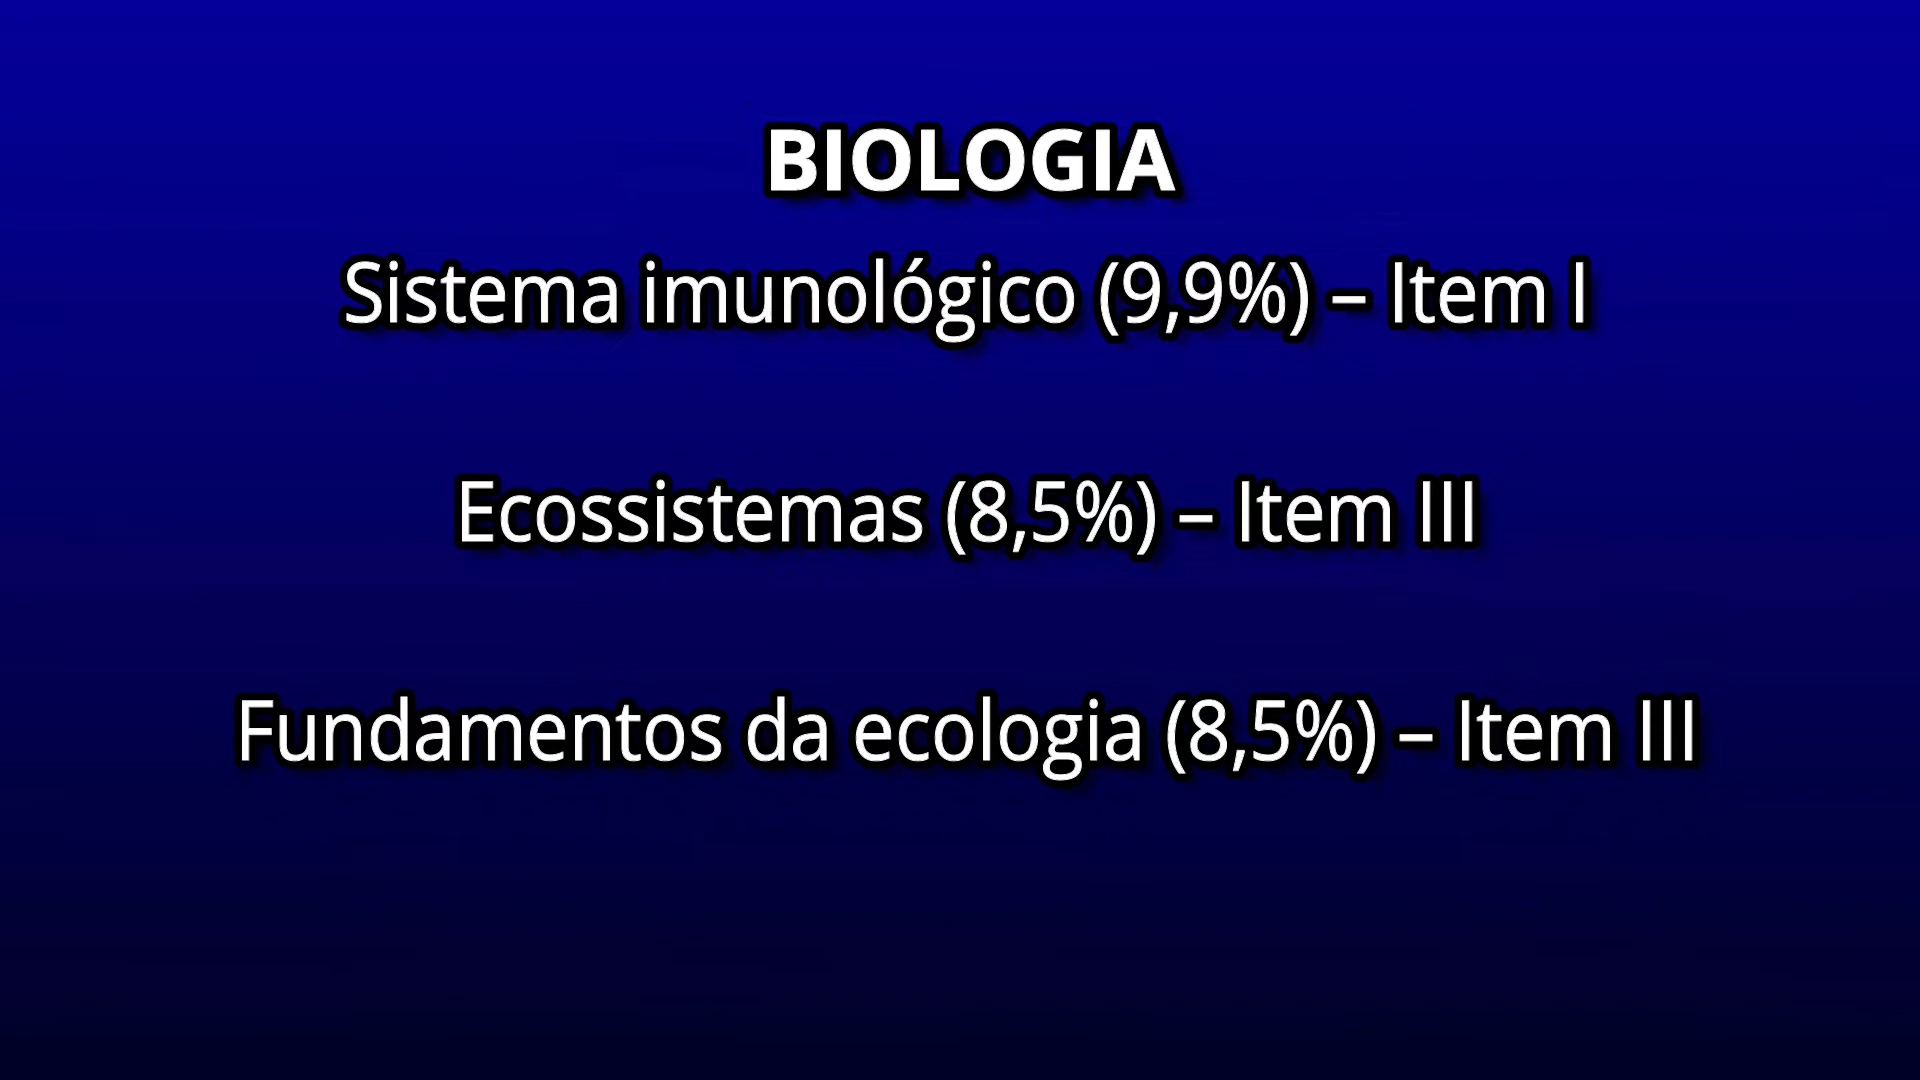 BIOLOGIA
Sistema imunológico (9,9%) – Item I
Ecossistemas (8,5%) – Item III
Fundamentos da ecologia (8,5%) – Item III